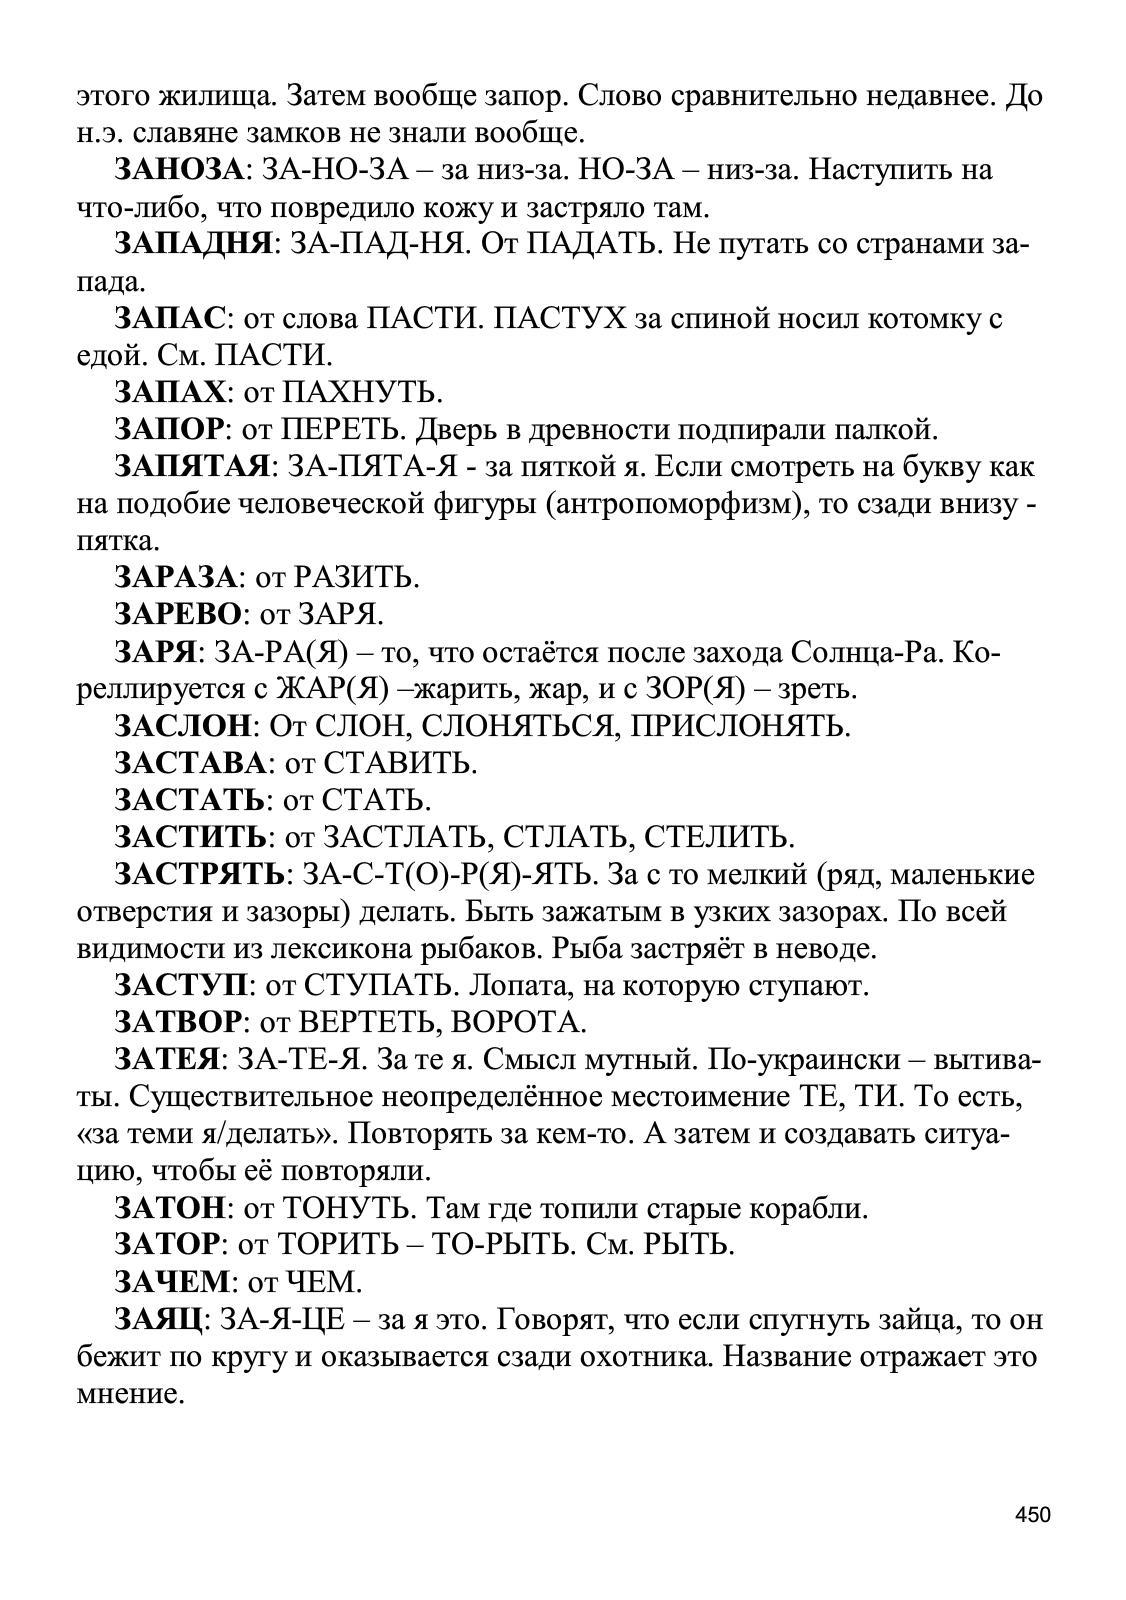 этого жилища. Затем вообще запор. Слово сравнительно недавнее. До
н.э. славяне замков не знали вообще.
ЗАНОЗА: ЗА-НО-ЗА – за низ-за. НО-ЗА – низ-за. Наступить на
что-либо, что повредило кожу и застряло там.
ЗАПАДНЯ: ЗА-ПАД-НЯ. От ПАДАТЬ. Не путать со странами за-
пада.
ЗАПАС: от слова ПАСТИ. ПАСТУХ за спиной носил котомку с
едой. См. ПАСТИ.
ЗАПАХ: от ПАХНУТЬ.
ЗАПОР: от ПЕРЕТЬ. Дверь в древности подпирали палкой.
ЗАПЯТАЯ: ЗА-ПЯТА-Я - за пяткой я. Если смотреть на букву как
на подобие человеческой фигуры (антропоморфизм), то сзади внизу -
пятка.
ЗАРАЗА: от РАЗИТЬ.
ЗАРЕВО: от ЗАРЯ.
ЗАРЯ: ЗА-РА(Я) – то, что остаётся после захода Солнца-Ра. Ко-
реллируется с ЖАР(Я) –жарить, жар, и с ЗОР(Я) – зреть.
ЗАСЛОН: От СЛОН, СЛОНЯТЬСЯ, ПРИСЛОНЯТЬ.
ЗАСТАВА: от СТАВИТЬ.
ЗАСТАТЬ: от СТАТЬ.
ЗАСТИТЬ: от ЗАСТЛАТЬ, СТЛАТЬ, СТЕЛИТЬ.
ЗАСТРЯТЬ: ЗА-С-Т(О)-Р(Я)-ЯТЬ. За с то мелкий (ряд, маленькие
отверстия и зазоры) делать. Быть зажатым в узких зазорах. По всей
видимости из лексикона рыбаков. Рыба застряёт в неводе.
ЗАСТУП: от СТУПАТЬ. Лопата, на которую ступают.
ЗАТВОР: от ВЕРТЕТЬ, ВОРОТА.
ЗАТЕЯ: ЗА-ТЕ-Я. За те я. Смысл мутный. По-украински – вытива-
ты. Существительное неопределённое местоимение ТЕ, ТИ. То есть,
«за теми я/делать». Повторять за кем-то. А затем и создавать ситуа-
цию, чтобы её повторяли.
ЗАТОН: от ТОНУТЬ. Там где топили старые корабли.
ЗАТОР: от ТОРИТЬ – ТО-РЫТЬ. См. РЫТЬ.
ЗАЧЕМ: от ЧЕМ.
ЗАЯЦ: ЗА-Я-ЦЕ – за я это. Говорят, что если спугнуть зайца, то он
бежит по кругу и оказывается сзади охотника. Название отражает это
мнение.
450